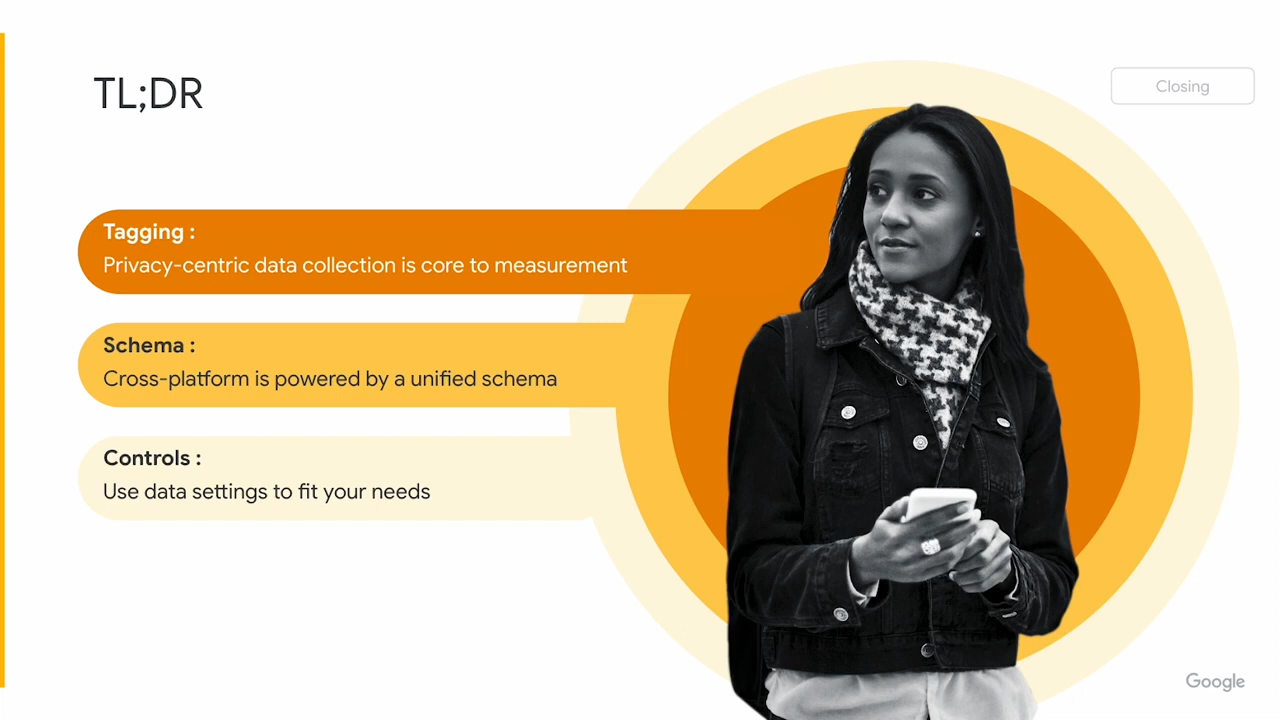 TL;DR
Closing
Tagging :
Privacy-centric data collection is core to measurement
Schema :
Cross-platform is powered by a unified schema
Controls :
Use data settings to fit your needs
Google